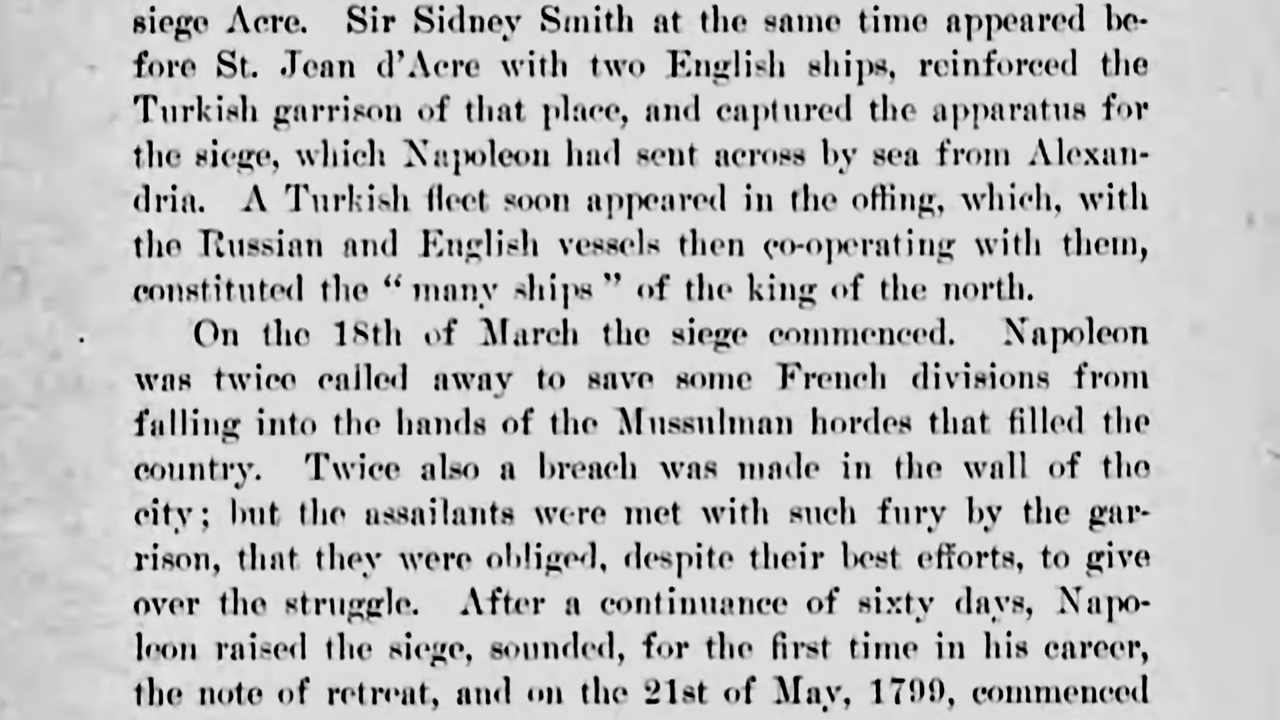 siege Acre. Sir Sidney Smith at the same time appeared be-
fore St. Jean d'Acre with two English ships, reinforced the
Turkish garrison of that place, and captured the apparatus for
the siege, which Napoleon had sent across by sea from Alexan-
dria. A Turkish fleet soon appeared in the offing, which, with
the Russian and English vessels then co-operating with them,
constituted the “many ships” of the king of the north.
On the 18th of March the siege commenced. Napoleon
was twice called away to save some French divisions from
falling into the hands of the Mussulman hordes that filled the
country. Twice also a breach was made in the wall of the
city; but the assailants were met with such fury by the gar-
rison, that they were obliged, despite their best efforts, to give
over the struggle. After a continuance of sixty days, Napo-
leon raised the siege, sounded, for the first time in his career,
the note of retreat, and on the 21st of May, 1799, commenced